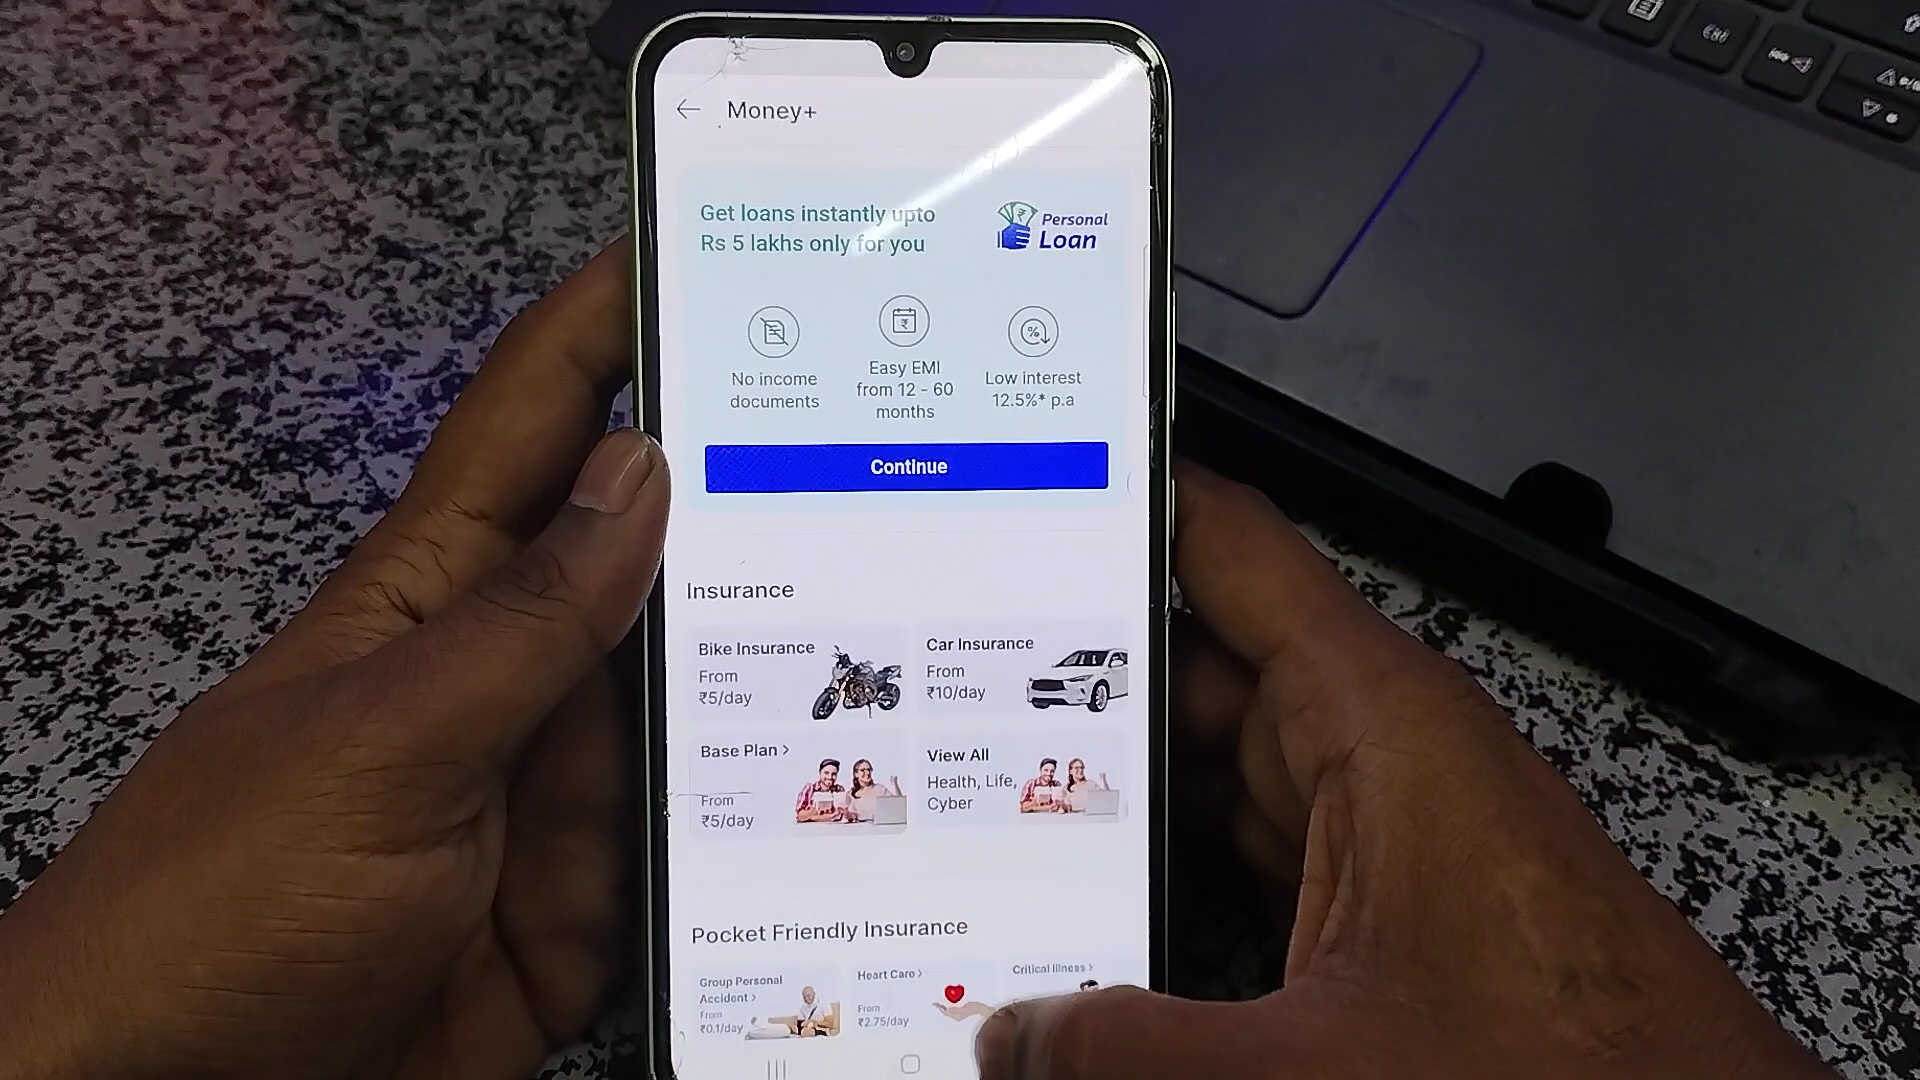 Money+
Get loans instantly upto
Rs 5 lakhs only for you
Personal
Loan
No income
documents
Easy EMI
from 12 - 60
months
Low interest
12.5%* p.a
Continue
Insurance
Bike Insurance
From
₹5/day
Car Insurance
From
₹10/day
Base Plan >
From
₹5/day
View All
Health, Life,
Cyber
Pocket Friendly Insurance
Group Personal
Accident >
From
₹0.1/day
Heart Care >
From
₹2.75/day
Critical Illness >